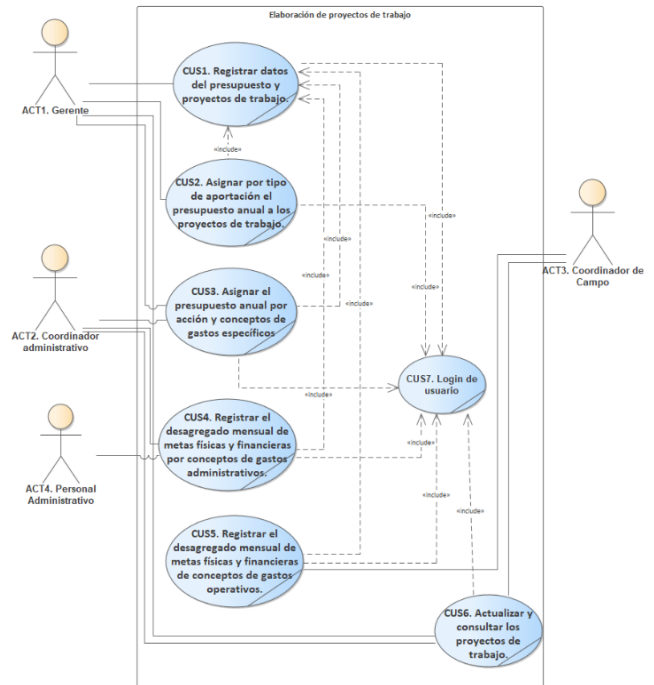 Elaboración de proyectos de trabajo
CUS1. Registrar datos
del presupuesto y
proyectos de trabajo.
ACT1. Gerente
«include»
CUS2. Asignar por tipo
de aportación el
presupuesto anual a los
proyectos de trabajo.
«include»
«include»
«include»
«include»
«include»
ACT3. Coordinador de
Campo
CUS3. Asignar el
presupuesto anual por
acción y conceptos de
gastos específicos
ACT2. Coordinador
administrativo
«include»
CUS7. Login de
usuario
CUS4. Registrar el
desagregado mensual de
metas físicas y financieras
por conceptos de gastos
administrativos.
ACT4. Personal
Administrativo
«include»
«include»
«include»
CUS5. Registrar el
desagregado mensual de
metas físicas y financieras
de conceptos de gastos
operativos.
CUS6. Actualizar y
consultar los
proyectos de
trabajo.